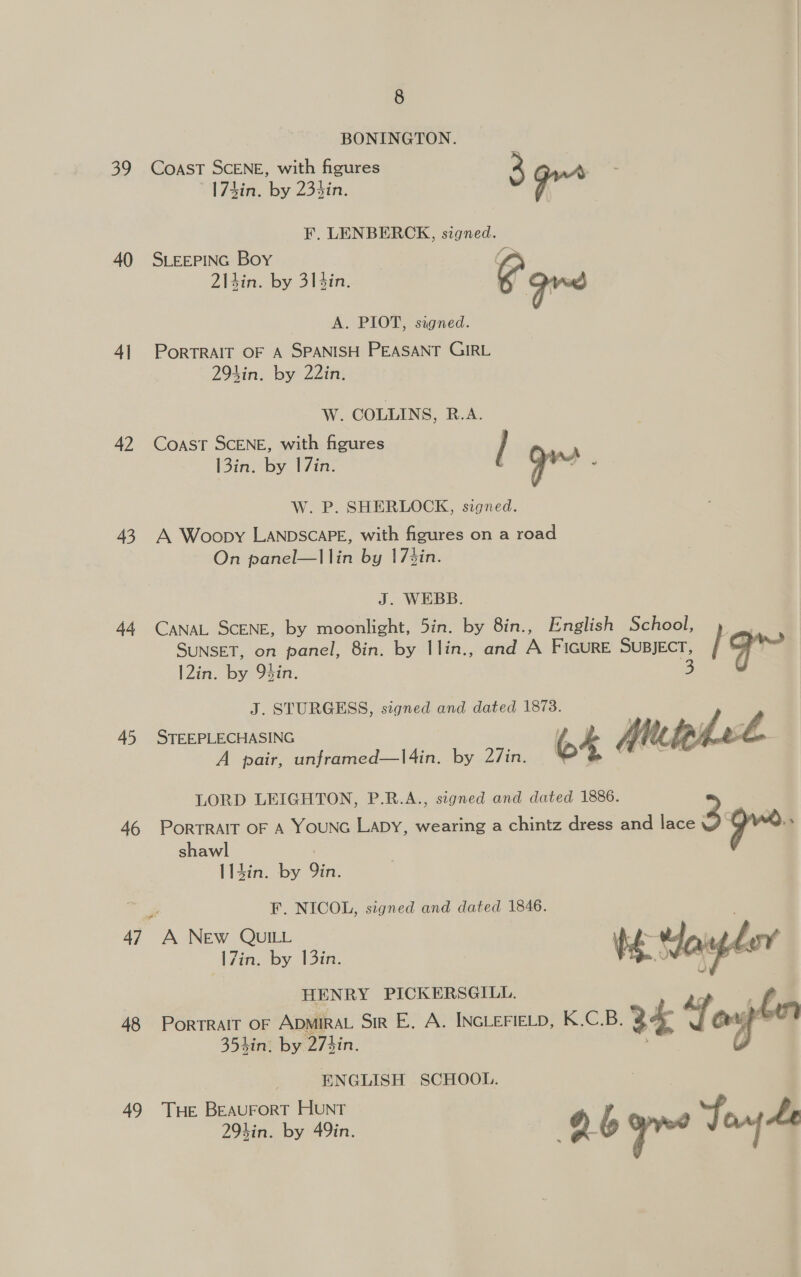 8
BONINGTON.
39 COAST SCENE, with figures 3 gns
17½in. by 23½in.
F. LENBERCK, signed.
40 SLEEPING BOY 6 gns
21½in. by 31½in.
A. PIOT, signed.
41 PORTRAIT OF A SPANISH PEASANT GIRL
29½in. by 22in.
W. COLLINS, R.A.
42 COAST SCENE, with figures 1 gns.
13in. by 17in.
W. P. SHERLOCK, signed.
43 A WOODY LANDSCAPE, with figures on a road
On panel—11in by 17½in.
J. WEBB.
44 CANAL SCENE, by moonlight, 5in. by 8in., English School,
SUNSET, on panel, 8in. by 11in., and A FIGURE SUBJECT, 1 gns
12in. by 9½in. 3
J. STURGESS, signed and dated 1873.
45 STEEPLECHASING Mitchel
A pair, unframed—14in. by 27in.
LORD LEIGHTON, P.R.A., signed and dated 1886.
46 PORTRAIT OF A YOUNG LADY, wearing a chintz dress and lace 3 gns.
shawl
11½in. by 9in.
F. NICOL, signed and dated 1846.
47 A NEW QUILL Tayler
17in. by 13in.
HENRY PICKERSGILL.
48 PORTRAIT OF ADMIRAL SIR E. A. INGLEFIELD, K.C.B. Tayler
35½in. by 27½in.
ENGLISH SCHOOL.
49 THE BEAUFORT HUNT 26 gns Tayle
29½in. by 49in.